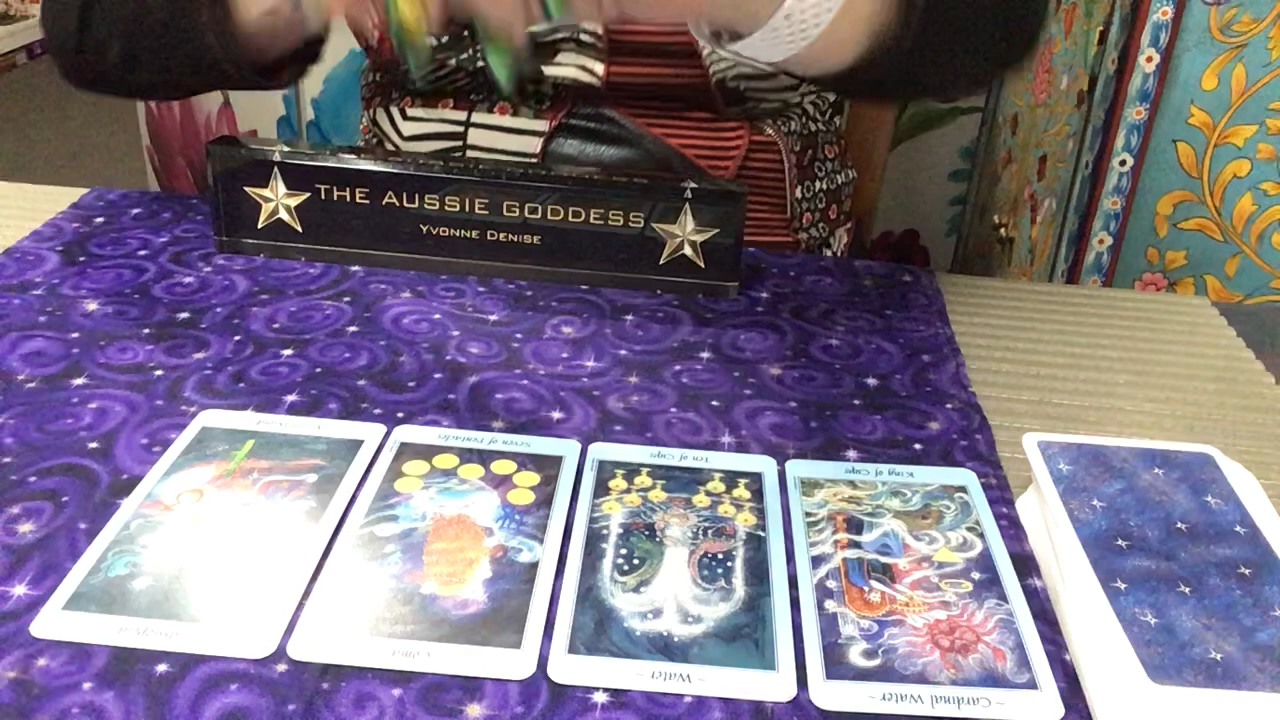 THE AUSSIE GODDESS
YVONNE DENISE
Seven of Pentacles
Ten of Cups
King of Cups
~ Water ~
~ Cardinal Water ~